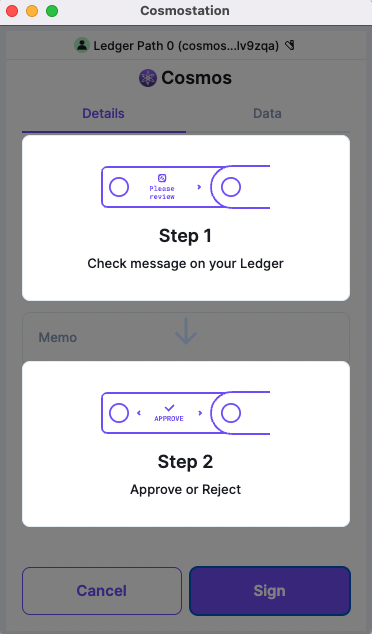 Cosmostation
Ledger Path 0 (cosmos...lv9zqa)
Cosmos
Details
Data
Please
review
Step 1
Check message on your Ledger
Memo
APPROVE
Step 2
Approve or Reject
Cancel
Sign